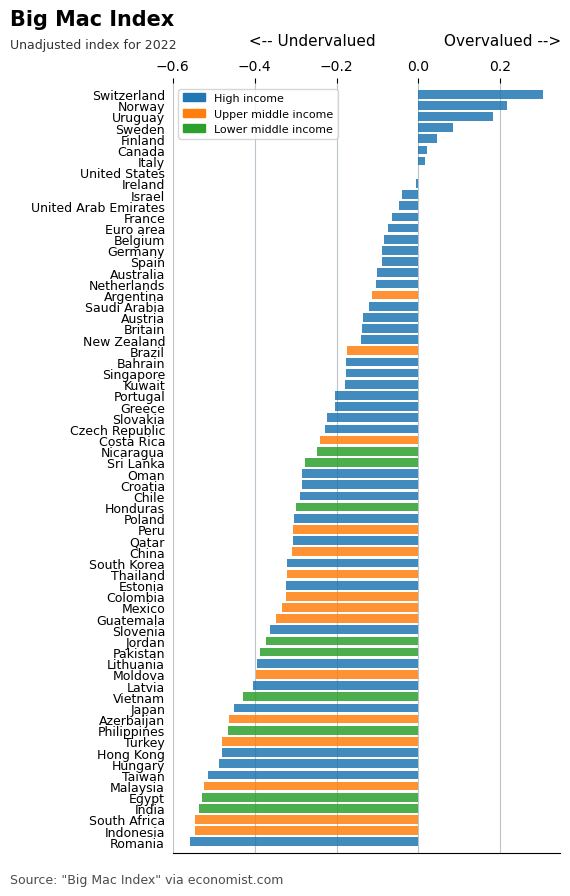 Big Mac Index
Unadjusted index for 2022
<-- Undervalued
Overvalued -->
−0.6 −0.4 −0.2 0.0 0.2
High income
Upper middle income
Lower middle income
Switzerland
Norway
Uruguay
Sweden
Finland
Canada
Italy
United States
Ireland
Israel
United Arab Emirates
France
Euro area
Belgium
Germany
Spain
Australia
Netherlands
Argentina
Saudi Arabia
Austria
Britain
New Zealand
Brazil
Bahrain
Singapore
Kuwait
Portugal
Greece
Slovakia
Czech Republic
Costa Rica
Nicaragua
Sri Lanka
Oman
Croatia
Chile
Honduras
Poland
Peru
Qatar
China
South Korea
Thailand
Estonia
Colombia
Mexico
Guatemala
Slovenia
Jordan
Pakistan
Lithuania
Moldova
Latvia
Vietnam
Japan
Azerbaijan
Philippines
Turkey
Hong Kong
Hungary
Taiwan
Malaysia
Egypt
India
South Africa
Indonesia
Romania
Source: "Big Mac Index" via economist.com